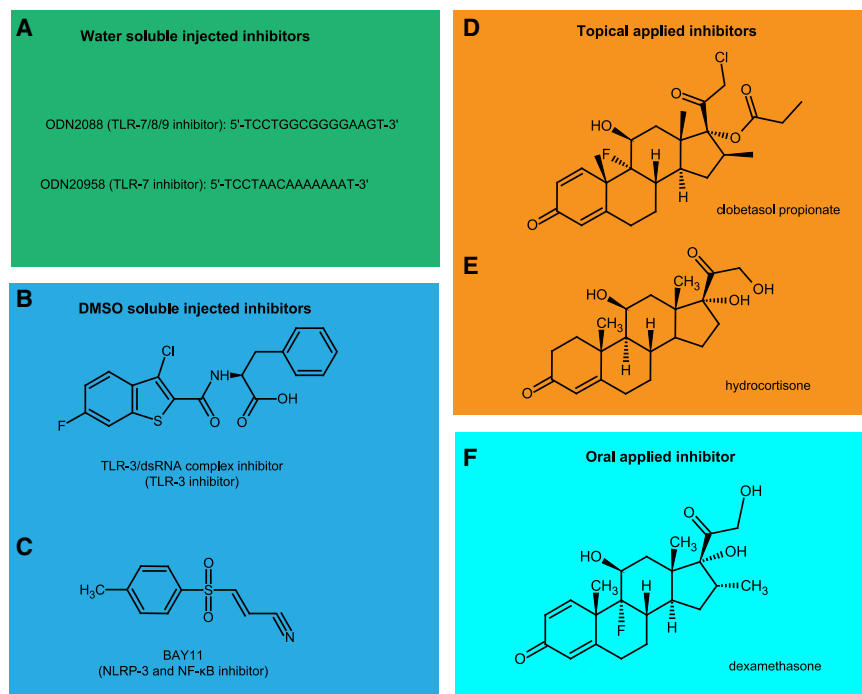 A
Water soluble injected inhibitors
ODN2088 (TLR-7/8/9 inhibitor): 5'-TCCTGGCGGGGAAGT-3'
ODN20958 (TLR-7 inhibitor): 5'-TCCTAACAAAAAAAT-3'
B
DMSO soluble injected inhibitors
Cl
NH
F
S
O
O
OH
TLR-3/dsRNA complex inhibitor
(TLR-3 inhibitor)
C
H3C
O
S
O
N
BAY11
(NLRP-3 and NF-κB inhibitor)
D
Topical applied inhibitors
Cl
O
O
HO
O
F
H
H
O
clobetasol propionate
E
O
OH
CH3
HO
OH
CH3
H
H
O
hydrocortisone
F
Oral applied inhibitor
OH
O
CH3
OH
HO
CH3
CH3
H
F
H
O
dexamethasone